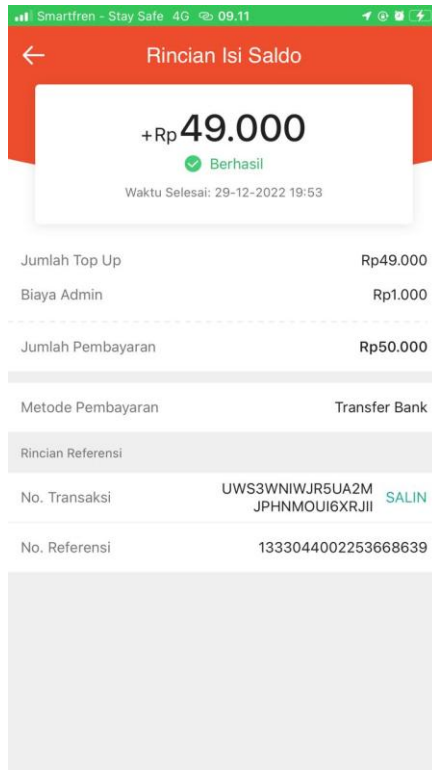 Smartfren - Stay Safe 4G 09.11
Rincian Isi Saldo
+Rp49.000
Berhasil
Waktu Selesai: 29-12-2022 19:53
Jumlah Top Up Rp49.000
Biaya Admin Rp1.000
Jumlah Pembayaran Rp50.000
Metode Pembayaran Transfer Bank
Rincian Referensi
No. Transaksi UWS3WNIWJR5UA2M SALIN
JPHNMOUI6XRJII
No. Referensi 1333044002253668639